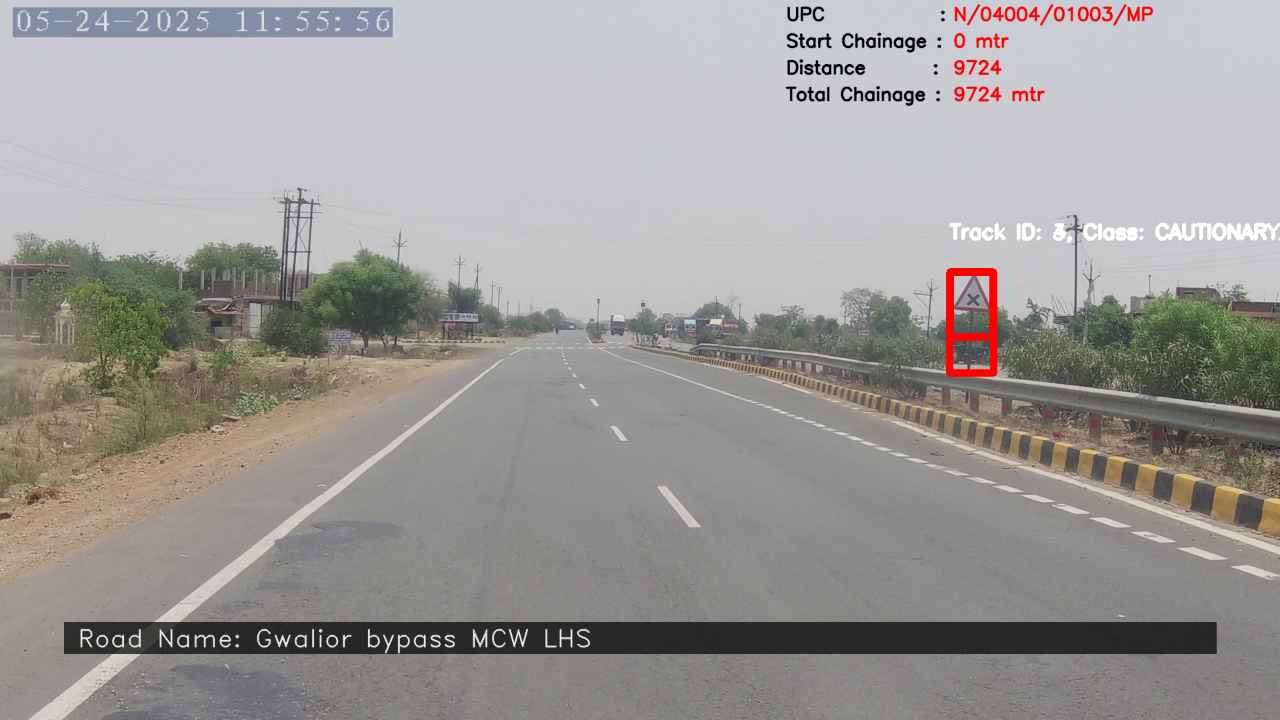 05-24-2025 11:55:56
UPC : N/04004/01003/MP
Start Chainage : 0 mtr
Distance : 9724
Total Chainage : 9724 mtr
Track ID: 3, Class: CAUTIONARY
Road Name: Gwalior bypass MCW LHS